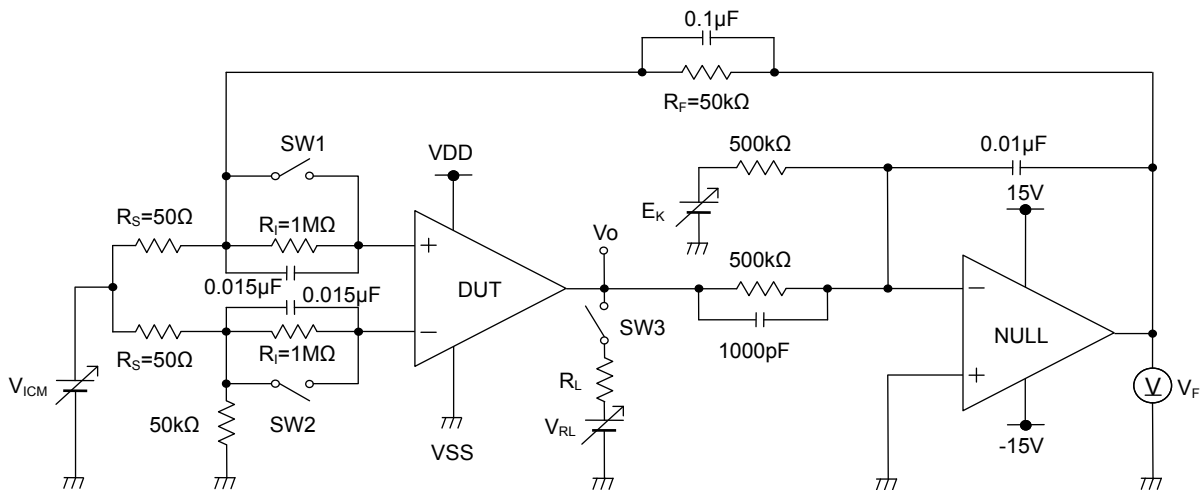 0.1μF
R_F=50kΩ
SW1
VDD
500kΩ
0.01μF
15V
E_K
R_S=50Ω
R_I=1MΩ
Vo
500kΩ
+
−
0.015μF
0.015μF
DUT
SW3
NULL
−
+
R_S=50Ω
R_I=1MΩ
1000pF
V_ICM
R_L
V
V_F
50kΩ
SW2
V_RL
VSS
-15V